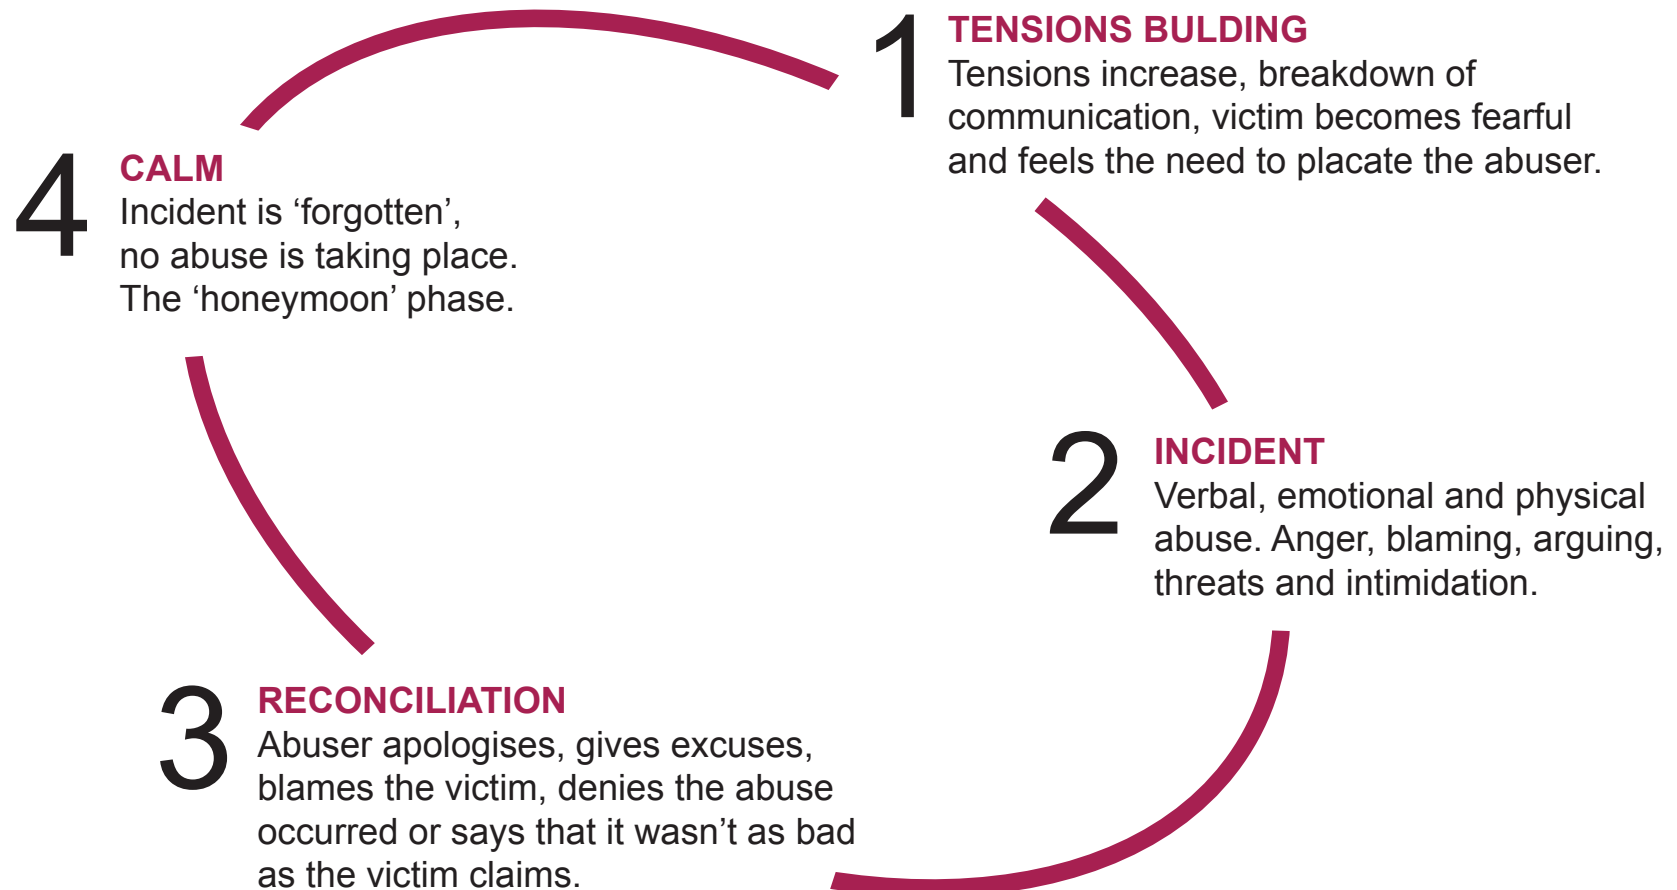 1
TENSIONS BULDING
Tensions increase, breakdown of
communication, victim becomes fearful
and feels the need to placate the abuser.
2
INCIDENT
Verbal, emotional and physical
abuse. Anger, blaming, arguing,
threats and intimidation.
3
RECONCILIATION
Abuser apologises, gives excuses,
blames the victim, denies the abuse
occurred or says that it wasn’t as bad
as the victim claims.
4
CALM
Incident is ‘forgotten’,
no abuse is taking place.
The ‘honeymoon’ phase.